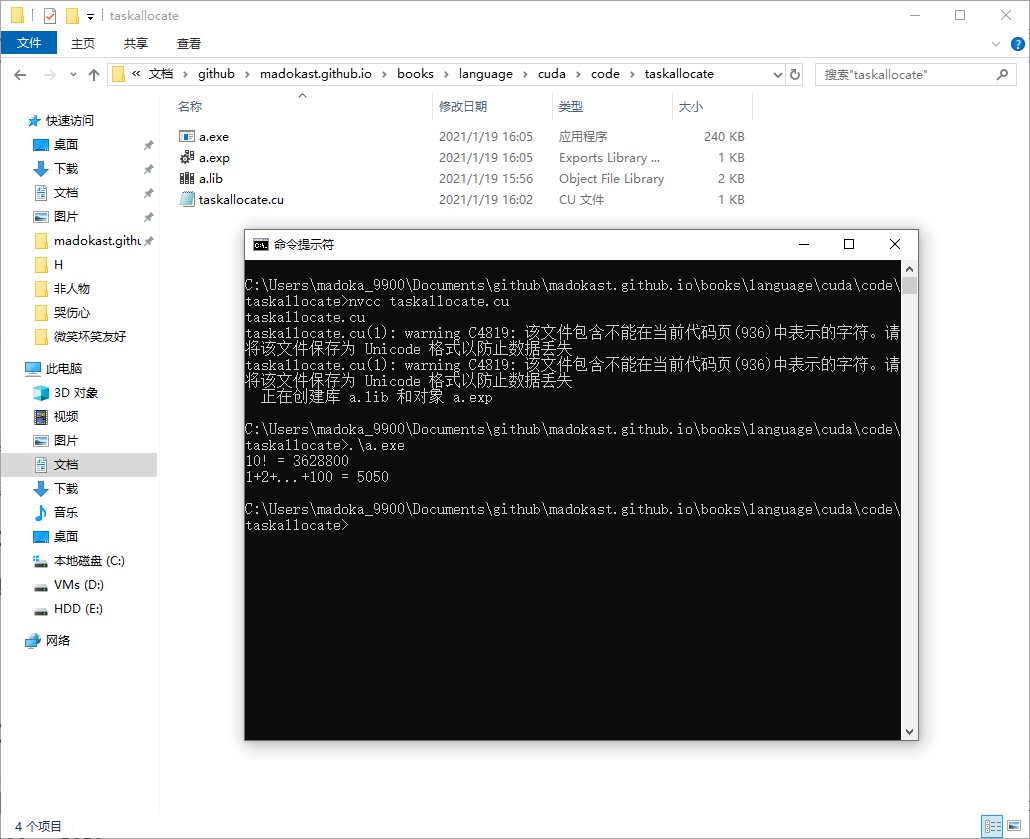 taskallocate
文件 主页 共享 查看
« 文档 › github › madokast.github.io › books › language › cuda › code › taskallocate
搜索"taskallocate"
名称 修改日期 类型 大小
a.exe 2021/1/19 16:05 应用程序 240 KB
a.exp 2021/1/19 16:05 Exports Library ... 1 KB
a.lib 2021/1/19 15:56 Object File Library 2 KB
taskallocate.cu 2021/1/19 16:02 CU 文件 1 KB
快速访问
桌面
下载
文档
图片
madokast.githu
H
非人物
哭伤心
微笑坏笑友好
此电脑
3D 对象
视频
图片
文档
下载
音乐
桌面
本地磁盘 (C:)
VMs (D:)
HDD (E:)
网络
命令提示符
C:\Users\madoka_9900\Documents\github\madokast.github.io\books\language\cuda\code\
taskallocate>nvcc taskallocate.cu
taskallocate.cu
taskallocate.cu(1): warning C4819: 该文件包含不能在当前代码页(936)中表示的字符。请
将该文件保存为 Unicode 格式以防止数据丢失
taskallocate.cu(1): warning C4819: 该文件包含不能在当前代码页(936)中表示的字符。请
将该文件保存为 Unicode 格式以防止数据丢失
正在创建库 a.lib 和对象 a.exp
C:\Users\madoka_9900\Documents\github\madokast.github.io\books\language\cuda\code\
taskallocate>.\a.exe
10! = 3628800
1+2+...+100 = 5050
C:\Users\madoka_9900\Documents\github\madokast.github.io\books\language\cuda\code\
taskallocate>
4 个项目